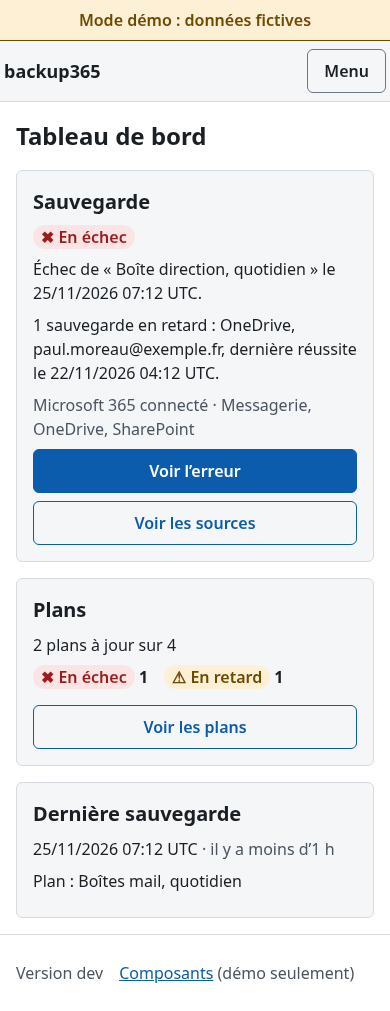 Mode démo : données fictives
backup365
Menu
Tableau de bord
Sauvegarde
✖ En échec
Échec de « Boîte direction, quotidien » le
25/11/2026 07:12 UTC.
1 sauvegarde en retard : OneDrive,
paul.moreau@exemple.fr, dernière réussite
le 22/11/2026 04:12 UTC.
Microsoft 365 connecté · Messagerie,
OneDrive, SharePoint
Voir l’erreur
Voir les sources
Plans
2 plans à jour sur 4
✖ En échec 1 ⚠ En retard 1
Voir les plans
Dernière sauvegarde
25/11/2026 07:12 UTC · il y a moins d’1 h
Plan : Boîtes mail, quotidien
Version dev Composants (démo seulement)